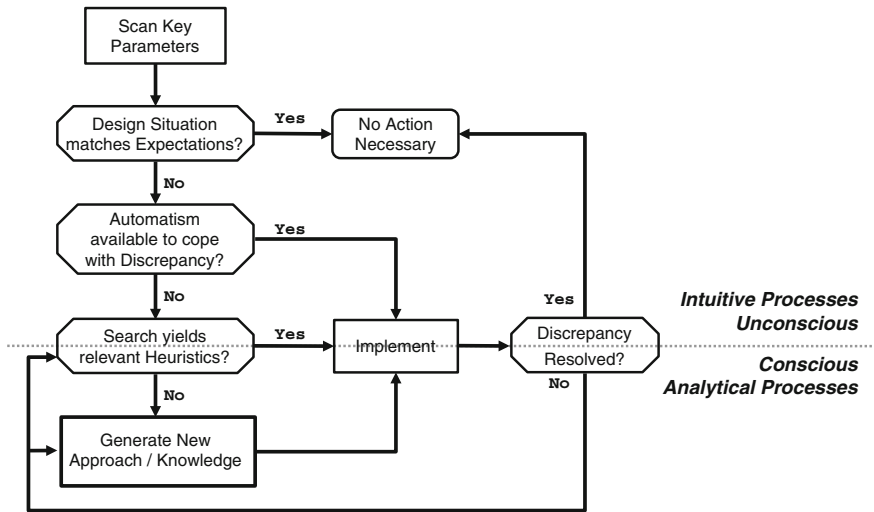 Scan Key
Parameters
Design Situation
matches Expectations?
Yes
No Action
Necessary
No
Automatism
available to cope
with Discrepancy?
Yes
No
Search yields
relevant Heuristics?
Yes
Implement
Yes
Discrepancy
Resolved?
No
Intuitive Processes
Unconscious
Conscious
Analytical Processes
No
Generate New
Approach / Knowledge